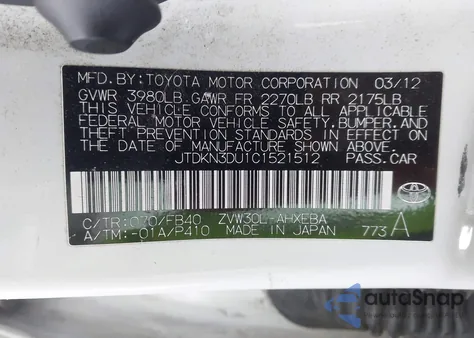 MFD.BY:TOYOTA MOTOR CORPORATION 03/12
GVWR 3980LB GAWR FR 2270LB RR 2175LB
THIS VEHICLE CONFORMS TO ALL APPLICABLE
FEDERAL MOTOR VEHICLE SAFETY,BUMPER,AND
THEFT PREVENTION STANDARDS IN EFFECT ON
THE DATE OF MANUFACTURE SHOWN ABOVE.
JTDKN3DU1C1521512 PASS.CAR
C/TR:070/FB40 ZVW30L-AHXEBA
A/TM:-01A/P410 MADE IN JAPAN 773 A
autoSnap